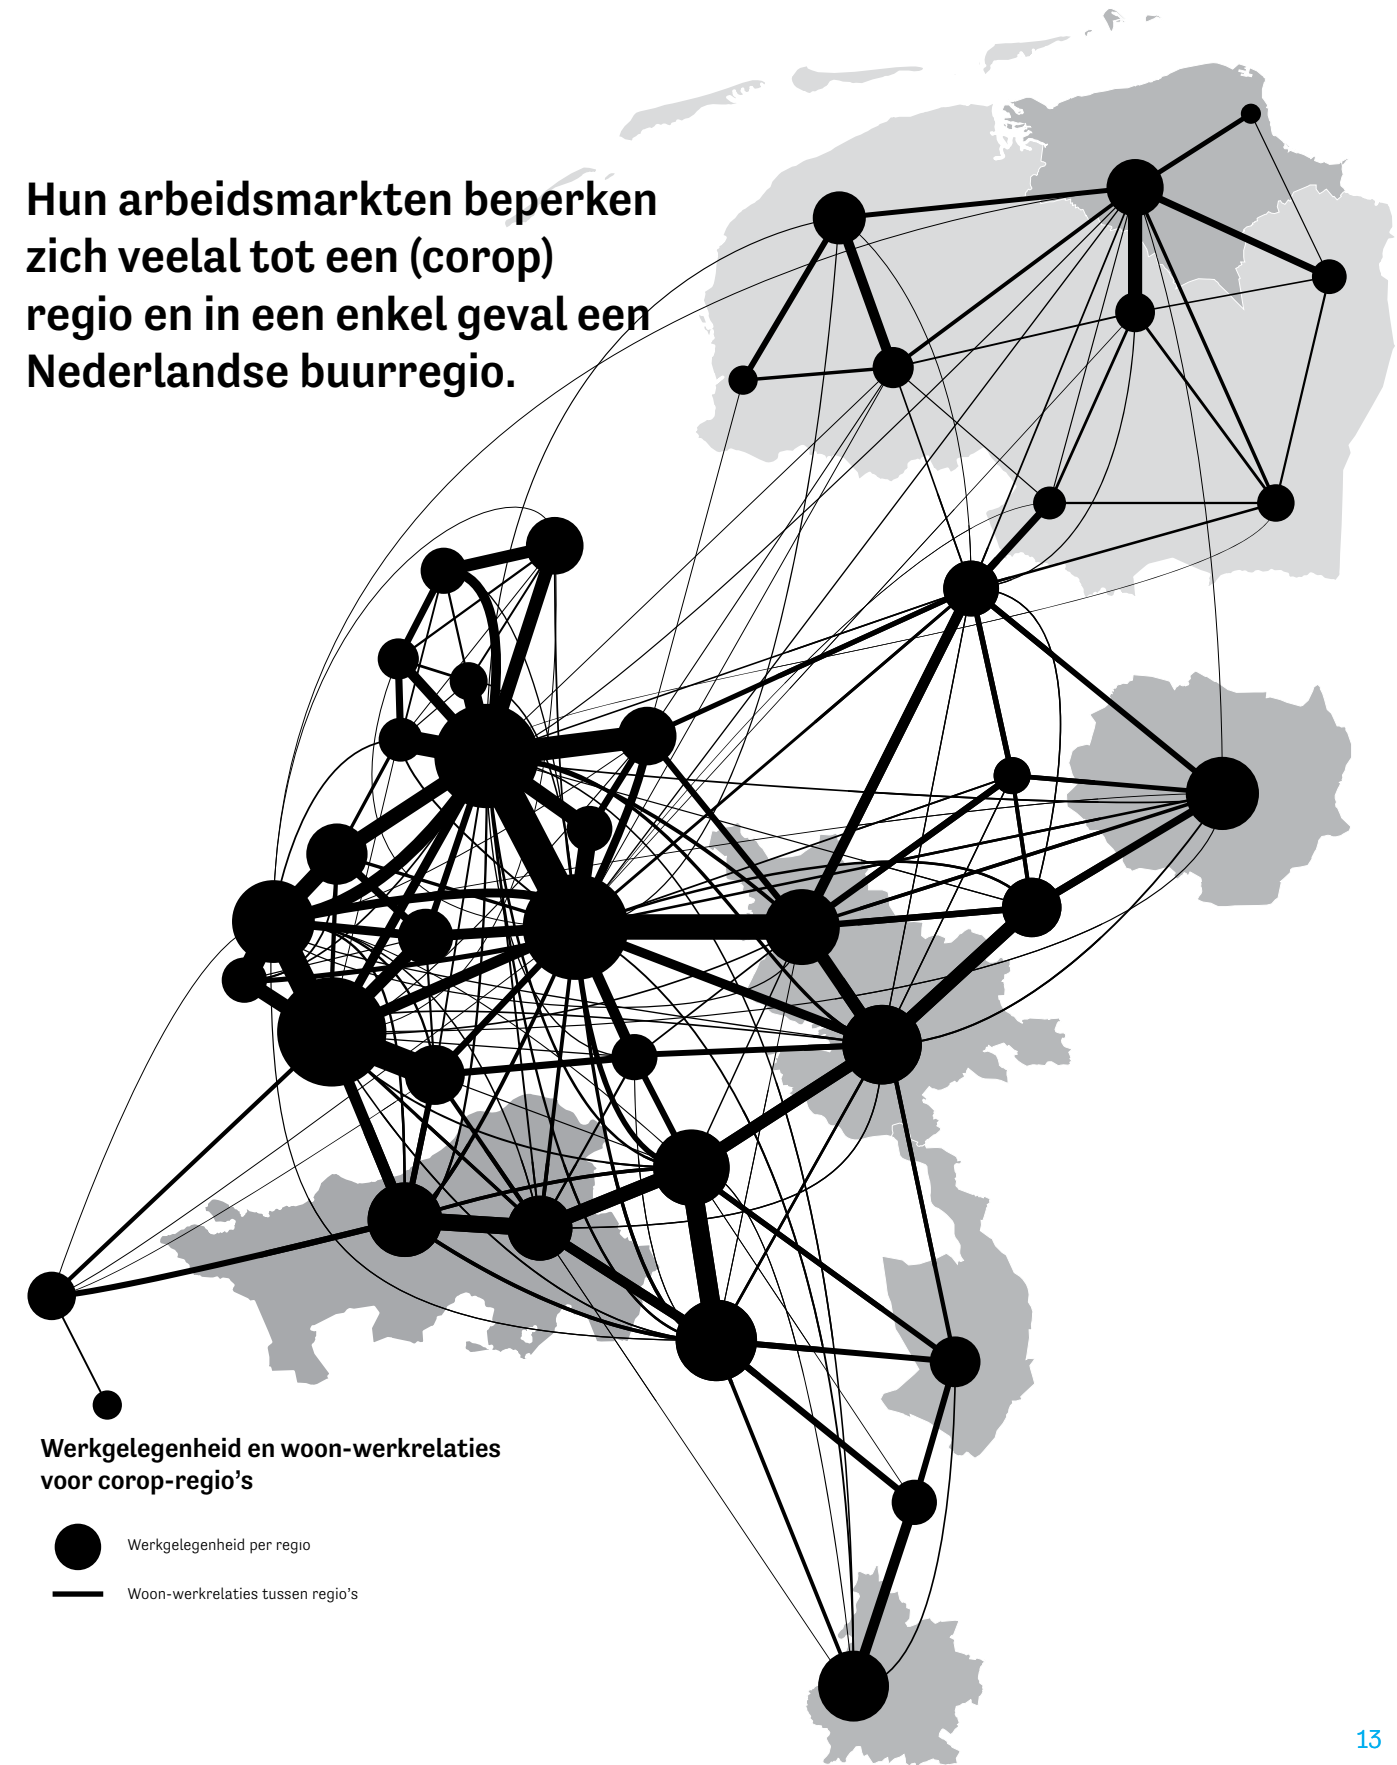 Hun arbeidsmarkten beperken
zich veelal tot een (corop)
regio en in een enkel geval een
Nederlandse buurregio.
Werkgelegenheid en woon-werkrelaties
voor corop-regio's
Werkgelegenheid per regio
Woon-werkrelaties tussen regio's
13